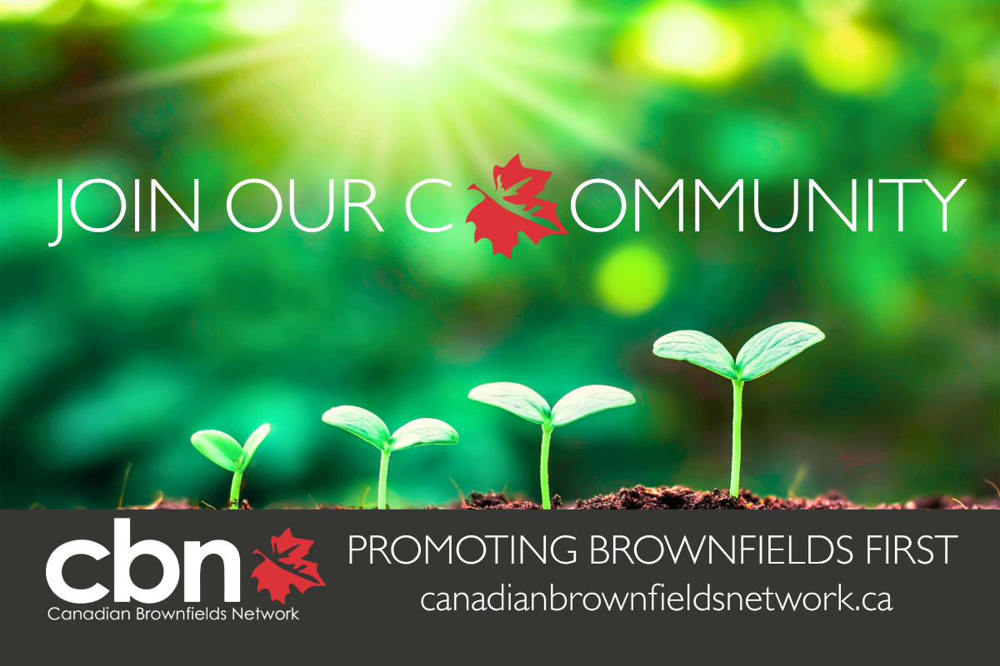 JOIN OUR COMMUNITY
cbn
Canadian Brownfields Network
PROMOTING BROWNFIELDS FIRST
canadianbrownfieldsnetwork.ca